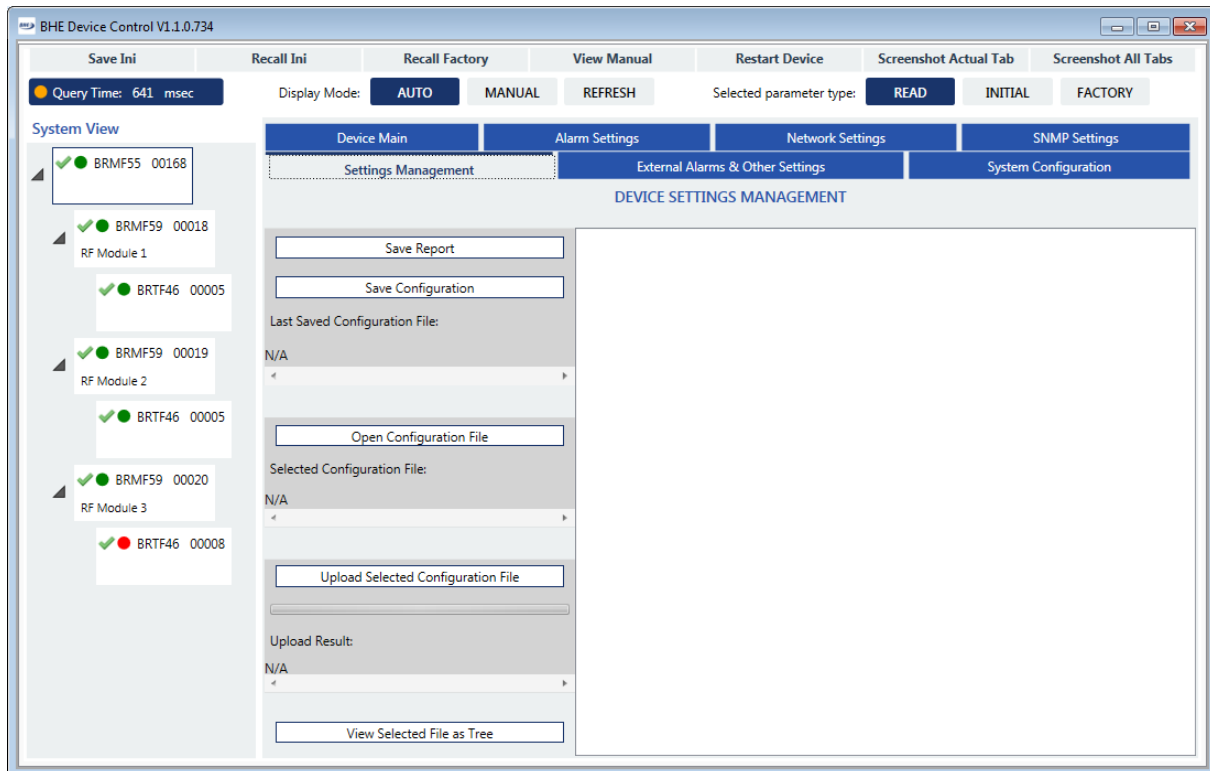 BHE BHE Device Control V1.1.0.734
Save Ini Recall Ini Recall Factory View Manual Restart Device Screenshot Actual Tab Screenshot All Tabs
Query Time: 641 msec Display Mode: AUTO MANUAL REFRESH Selected parameter type: READ INITIAL FACTORY
System View
BRMF55 00168
BRMF59 00018
RF Module 1
BRTF46 00005
BRMF59 00019
RF Module 2
BRTF46 00005
BRMF59 00020
RF Module 3
BRTF46 00008
Device Main Alarm Settings Network Settings SNMP Settings
Settings Management External Alarms & Other Settings System Configuration
DEVICE SETTINGS MANAGEMENT
Save Report
Save Configuration
Last Saved Configuration File:
N/A
Open Configuration File
Selected Configuration File:
N/A
Upload Selected Configuration File
Upload Result:
N/A
View Selected File as Tree